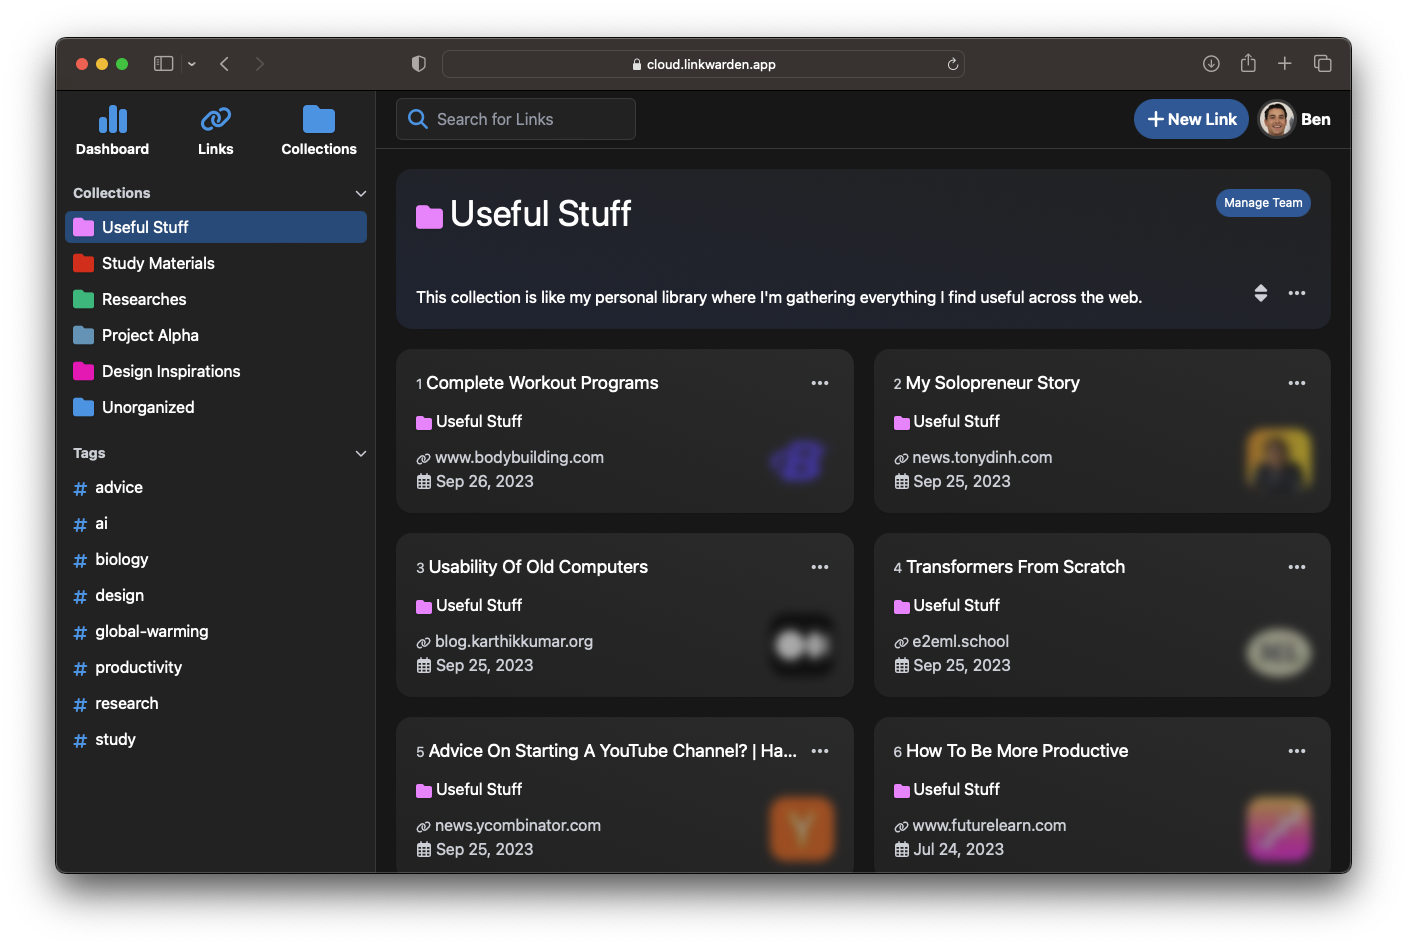 cloud.linkwarden.app
Dashboard
Links
Collections
Search for Links
+ New Link
Ben
Collections
Useful Stuff
Study Materials
Researches
Project Alpha
Design Inspirations
Unorganized
Tags
# advice
# ai
# biology
# design
# global-warming
# productivity
# research
# study
Useful Stuff
Manage Team
This collection is like my personal library where I'm gathering everything I find useful across the web.
1 Complete Workout Programs
Useful Stuff
www.bodybuilding.com
Sep 26, 2023
2 My Solopreneur Story
Useful Stuff
news.tonydinh.com
Sep 25, 2023
3 Usability Of Old Computers
Useful Stuff
blog.karthikkumar.org
Sep 25, 2023
4 Transformers From Scratch
Useful Stuff
e2eml.school
Sep 25, 2023
5 Advice On Starting A YouTube Channel? | Ha...
Useful Stuff
news.ycombinator.com
Sep 25, 2023
6 How To Be More Productive
Useful Stuff
www.futurelearn.com
Jul 24, 2023